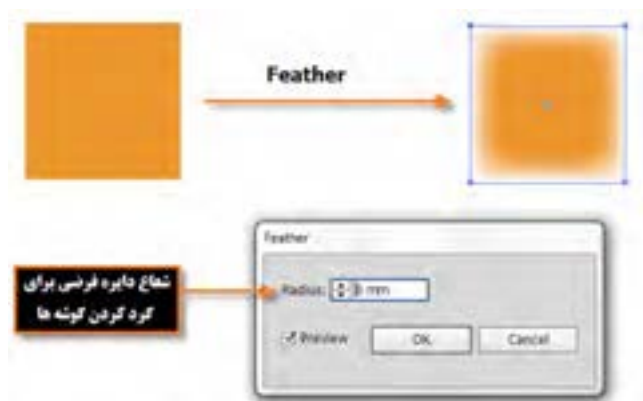 Feather
Feather
شعاع دایره فرضی برای
گرد کردن گوشه ها
Radius: mm
Preview OK Cancel